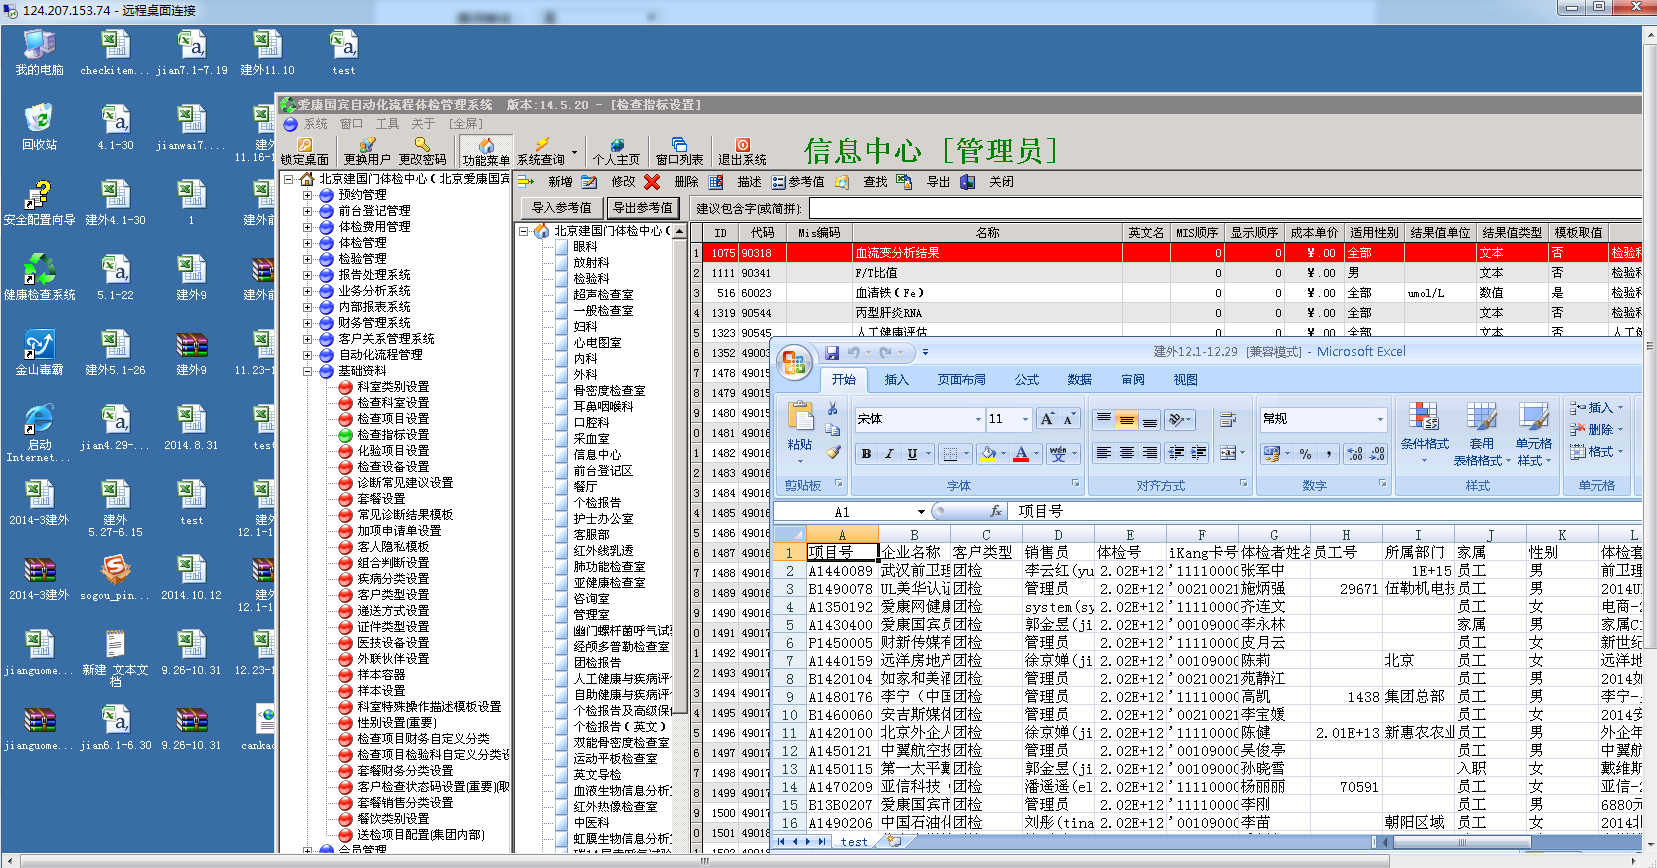 124.207.153.74 - 远程桌面连接
我的电脑
checkitem...
jian7.1-7.19
建外11.10
test
回收站
4.1-30
jianwai7....
建外
11.16-1
安全配置向导
建外4.1-30
1
建外前
健康检查系统
5.1-22
建外9
建外前
金山毒霸
建外5.1-26
建外9
11.23-1
启动
Internet...
jian4.29-...
2014.8.31
test
2014-3建外
建外
5.27-6.15
test
建外
12.1-1
2014-3建外
sogou_pin...
2014.10.12
建外
12.1-1
jianguome...
新建 文本文
档
9.26-10.31
12.23-1
jianguome...
jian6.1-6.30
9.26-10.31
cankao
爱康国宾自动化流程体检管理系统 版本:14.5.20 - [检查指标设置]
系统 窗口 工具 关于 [全屏]
锁定桌面 更换用户 更改密码 功能菜单 系统查询 个人主页 窗口列表 退出系统
信息中心 [管理员]
北京建国门体检中心(北京爱康国宾
预约管理
前台登记管理
体检费用管理
体检管理
检验管理
报告处理系统
业务分析系统
内部报表系统
财务管理系统
客户关系管理系统
自动化流程管理
基础资料
科室类别设置
检查科室设置
检查项目设置
检查指标设置
化验项目设置
检查设备设置
诊断常见建议设置
套餐设置
常见诊断结果模板
加项申请单设置
客人隐私模板
组合判断设置
疾病分类设置
客户类型设置
递送方式设置
证件类型设置
医技设备设置
外联伙伴设置
样本容器
样本设置
科室特殊操作描述模板设置
性别设置(重要)
检查项目财务自定义分类
检查项目检验科自定义分类设
套餐财务分类设置
客户检查状态码设置(重要)取
套餐销售分类设置
餐饮类别设置
送检项目配置(集团内部)
会员管理
新增 修改 删除 描述 参考值 查找 导出 关闭
导入参考值 导出参考值 建议包含字(或简拼):
北京建国门体检中心(
眼科
放射科
检验科
超声检查室
一般检查室
妇科
心电图室
内科
外科
骨密度检查室
耳鼻咽喉科
口腔科
采血室
信息中心
前台登记区
餐厅
个检报告
护士办公室
客服部
红外线乳透
肺功能检查室
亚健康检查室
咨询室
管理室
幽门螺杆菌呼气试
经颅多普勒检查室
团检报告
人工健康与疾病评
自助健康与疾病评
个检报告及高级保
个检报告(英文)
双能骨密度检查室
运动平板检查室
英文导检
血液生物信息分析
红外热像检查室
中医科
虹膜生物信息分析
ID 代码 Mis编码 名称 英文名 MIS顺序 显示顺序 成本单价 适用性别 结果值单位 结果值类型 模板取值
1 1075 90318 血流变分析结果 0 0 ￥.00 全部 文本 否 检验科
2 1111 90341 F/T比值 0 0 ￥.00 男 文本 否 检验科
3 516 60023 血清铁(Fe) 0 0 ￥.00 全部 umol/L 数值 是 检验科
4 1319 90544 丙型肝炎RNA 0 0 ￥.00 全部 文本 否 检验科
5 1323 90545 人工健康评估 0 0 ￥.00 全部 文本 否 人工
6 1352 4900
7 1478 4901
8 1479 4901
9 1480 4901
0 1481 4901
1 1482 4901
2 1483 4901
3 1484 4901
4 1485 4901
5 1486 4901
6 1487 4901
7 1488 4901
8 1489 4901
9 1490 4901
0 1491 4901
1 1492 4901
2 1493 4901
3 1494 4901
4 1495 4901
5 1496 4901
6 1497 4901
7 1498 4901
8 1499 4901
9 1500 4901
0 1501 4901
建外12.1-12.29 [兼容模式] - Microsoft Excel
开始 插入 页面布局 公式 数据 审阅 视图
粘贴
宋体 11
B I U
常规
条件格式 套用
表格格式 单元格
样式
插入
删除
格式
剪贴板 字体 对齐方式 数字 样式 单元格
A1 fx 项目号
A B C D E F G H I J K L
1 项目号 企业名称 客户类型 销售员 体检号 iKang卡号 体检者姓名 员工号 所属部门 家属 性别 体检套
2 A1440089 武汉前卫理 团检 李云红(yu 2.02E+12 '11110000 张军中 1E+15 员工 男 前卫理
3 B1490078 UL美华认证 团检 管理员 2.02E+12 '00210021 施炳强 29671 伍勒机电技 员工 男 2014U
4 A1350192 爱康网健康 团检 system(sy 2.02E+12 '11110000 齐连文 员工 女 电商-2
5 A1430400 爱康国宾员 团检 郭金昱(ji 2.02E+12 '00109000 李永林 家属 男 家属C1
6 P1450005 财新传媒有 团检 管理员 2.02E+12 '11110000 皮月云 员工 女 新世纪
7 A1440159 远洋房地产 团检 徐京婵(ji 2.02E+12 '00109000 陈莉 北京 员工 女 远洋地
8 B1420104 如家和美酒 团检 管理员 2.02E+12 '00210021 苑静江 员工 男 2014如
9 A1480176 李宁(中国 团检 管理员 2.02E+12 '11110000 高凯 1438 集团总部 员工 男 李宁-
10 B1460060 安吉斯媒体 团检 管理员 2.02E+12 '00210021 李宝媛 员工 女 2014安
11 A1420100 北京外企人 团检 徐京婵(ji 2.02E+12 '11110000 陈健 2.01E+13 新惠农农业 员工 男 外企年
12 A1450121 中翼航空投 团检 管理员 2.02E+12 '00109000 吴俊亭 员工 男 中翼航
13 A1450115 第一太平戴 团检 郭金昱(ji 2.02E+12 '00109000 孙晓雪 入职 女 戴维斯
14 A1470209 亚信科技( 团检 潘遥遥(el 2.02E+12 '11110000 杨丽丽 70591 员工 女 亚信-2
15 B13B0207 爱康国宾市 团检 管理员 2.02E+12 '11110000 李刚 员工 男 6880元
16 A1490206 中国石油化 团检 刘彤(tina 2.02E+12 '11110000 李苗 朝阳区域 员工 女 2014北
test